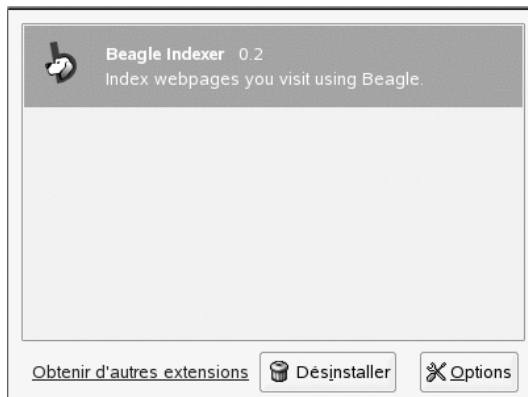 Beagle Indexer 0.2
Index webpages you visit using Beagle.
Obtenir d'autres extensions
Désinstaller
Options